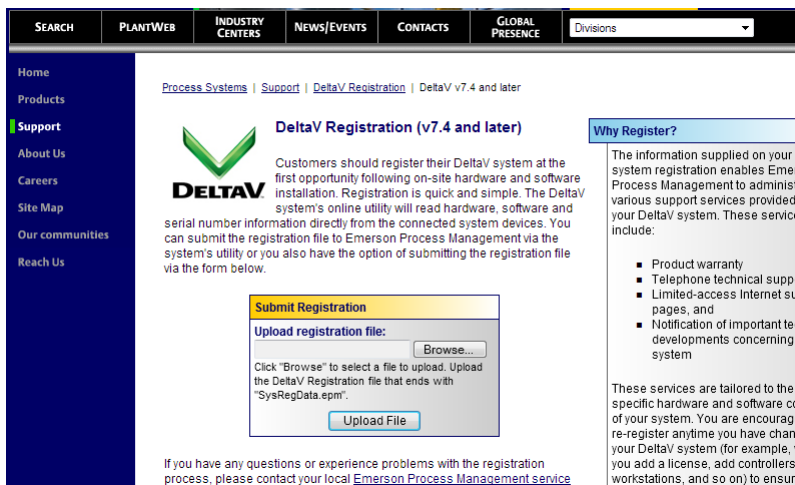 SEARCH
PLANTWEB
INDUSTRY
CENTERS
NEWS/EVENTS
CONTACTS
GLOBAL
PRESENCE
Divisions
Home
Products
Support
About Us
Careers
Site Map
Our communities
Reach Us
Process Systems | Support | DeltaV Registration | DeltaV v7.4 and later
DELTAV
DeltaV Registration (v7.4 and later)
Customers should register their DeltaV system at the
first opportunity following on-site hardware and software
installation. Registration is quick and simple. The DeltaV
system's online utility will read hardware, software and
serial number information directly from the connected system devices. You
can submit the registration file to Emerson Process Management via the
system's utility or you also have the option of submitting the registration file
via the form below.
Submit Registration
Upload registration file:
Browse...
Click "Browse" to select a file to upload. Upload
the DeltaV Registration file that ends with
"SysRegData.epm".
Upload File
If you have any questions or experience problems with the registration
process, please contact your local Emerson Process Management service
Why Register?
The information supplied on your
system registration enables Emer
Process Management to administ
various support services provided
your DeltaV system. These service
include:
■ Product warranty
■ Telephone technical supp
■ Limited-access Internet su
pages, and
■ Notification of important te
developments concerning
system
These services are tailored to the
specific hardware and software co
of your system. You are encourag
re-register anytime you have chan
your DeltaV system (for example,
you add a license, add controllers
workstations, and so on) to ensur